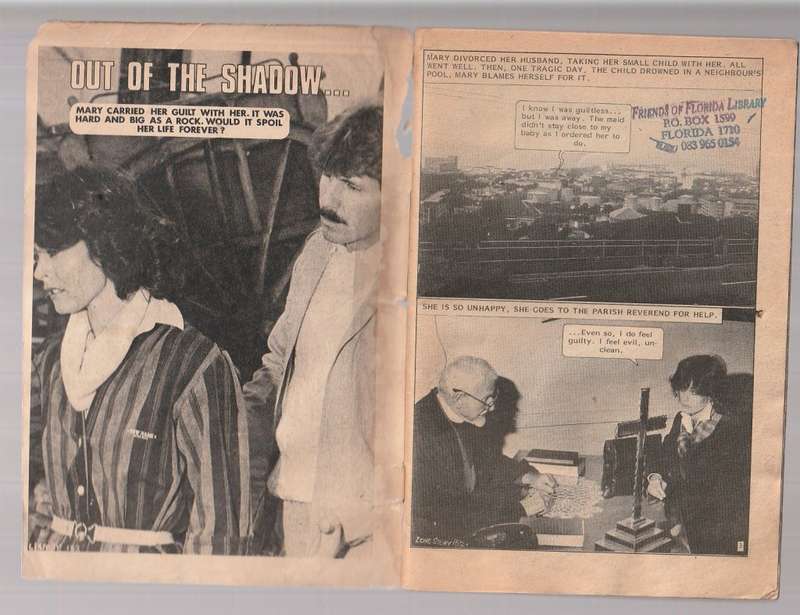 OUT OF THE SHADOW...
MARY CARRIED HER GUILT WITH HER. IT WAS
HARD AND BIG AS A ROCK. WOULD IT SPOIL
HER LIFE FOREVER?
MARY DIVORCED HER HUSBAND, TAKING HER SMALL CHILD WITH HER. ALL
WENT WELL. THEN, ONE TRAGIC DAY, THE CHILD DROWNED IN A NEIGHBOUR'S
POOL, MARY BLAMES HERSELF FOR IT.
I know I was guiltless...
but I was away. The maid
didn't stay close to my
baby as I ordered her to
do.
FRIENDS OF FLORIDA LIBRARY
P.O. BOX 1599
FLORIDA 1710
083 965 0154
SHE IS SO UNHAPPY, SHE GOES TO THE PARISH REVEREND FOR HELP.
...Even so, I do feel
guilty. I feel evil, un-
clean.